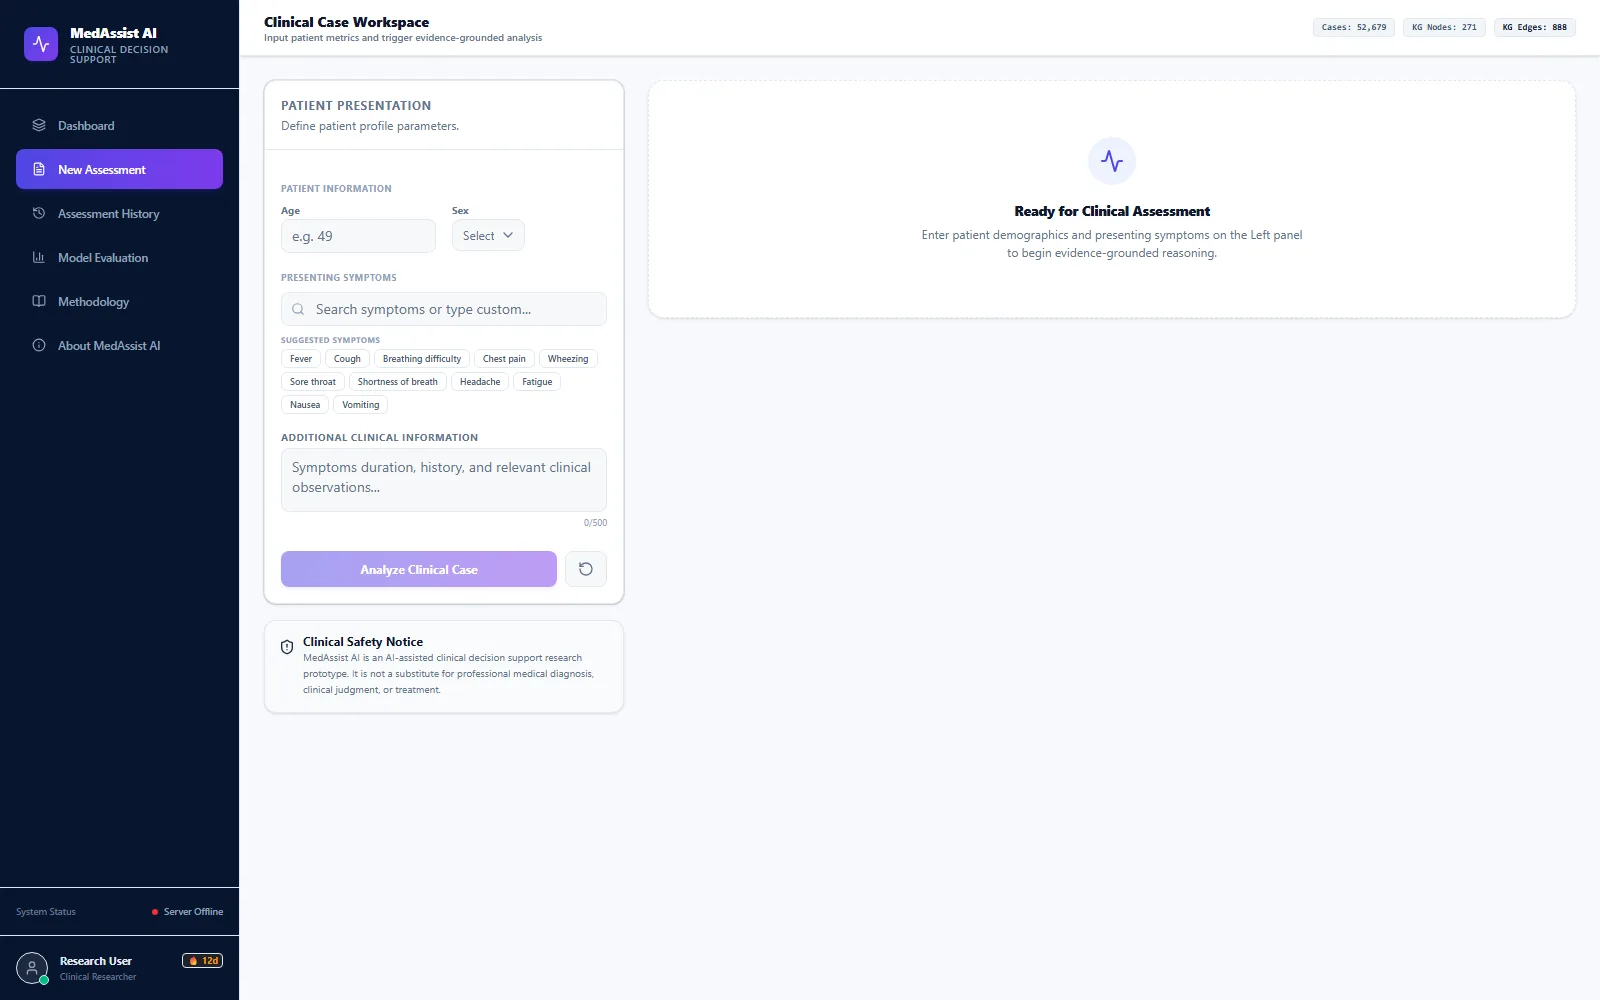 MedAssist AI
CLINICAL DECISION
SUPPORT
Dashboard
New Assessment
Assessment History
Model Evaluation
Methodology
About MedAssist AI
System Status
Server Offline
Research User
12d
Clinical Researcher
Clinical Case Workspace
Input patient metrics and trigger evidence-grounded analysis
Cases: 52,679
KG Nodes: 271
KG Edges: 888
PATIENT PRESENTATION
Define patient profile parameters.
PATIENT INFORMATION
Age
Sex
e.g. 49
Select
PRESENTING SYMPTOMS
Search symptoms or type custom...
SUGGESTED SYMPTOMS
Fever
Cough
Breathing difficulty
Chest pain
Wheezing
Sore throat
Shortness of breath
Headache
Fatigue
Nausea
Vomiting
ADDITIONAL CLINICAL INFORMATION
Symptoms duration, history, and relevant clinical
observations...
0/500
Analyze Clinical Case
Clinical Safety Notice
MedAssist AI is an AI-assisted clinical decision support research
prototype. It is not a substitute for professional medical diagnosis,
clinical judgment, or treatment.
Ready for Clinical Assessment
Enter patient demographics and presenting symptoms on the Left panel
to begin evidence-grounded reasoning.